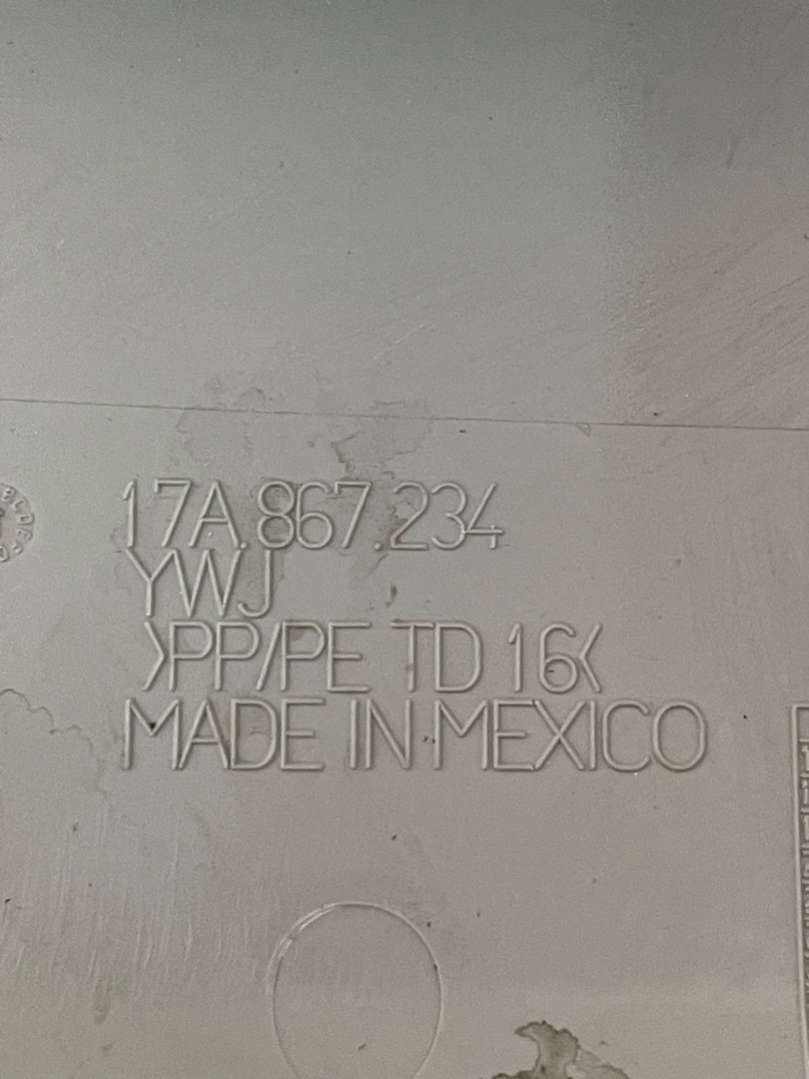 17A.867.234
YWJ
>PP/PE TD 16<
MADE IN MEXICO